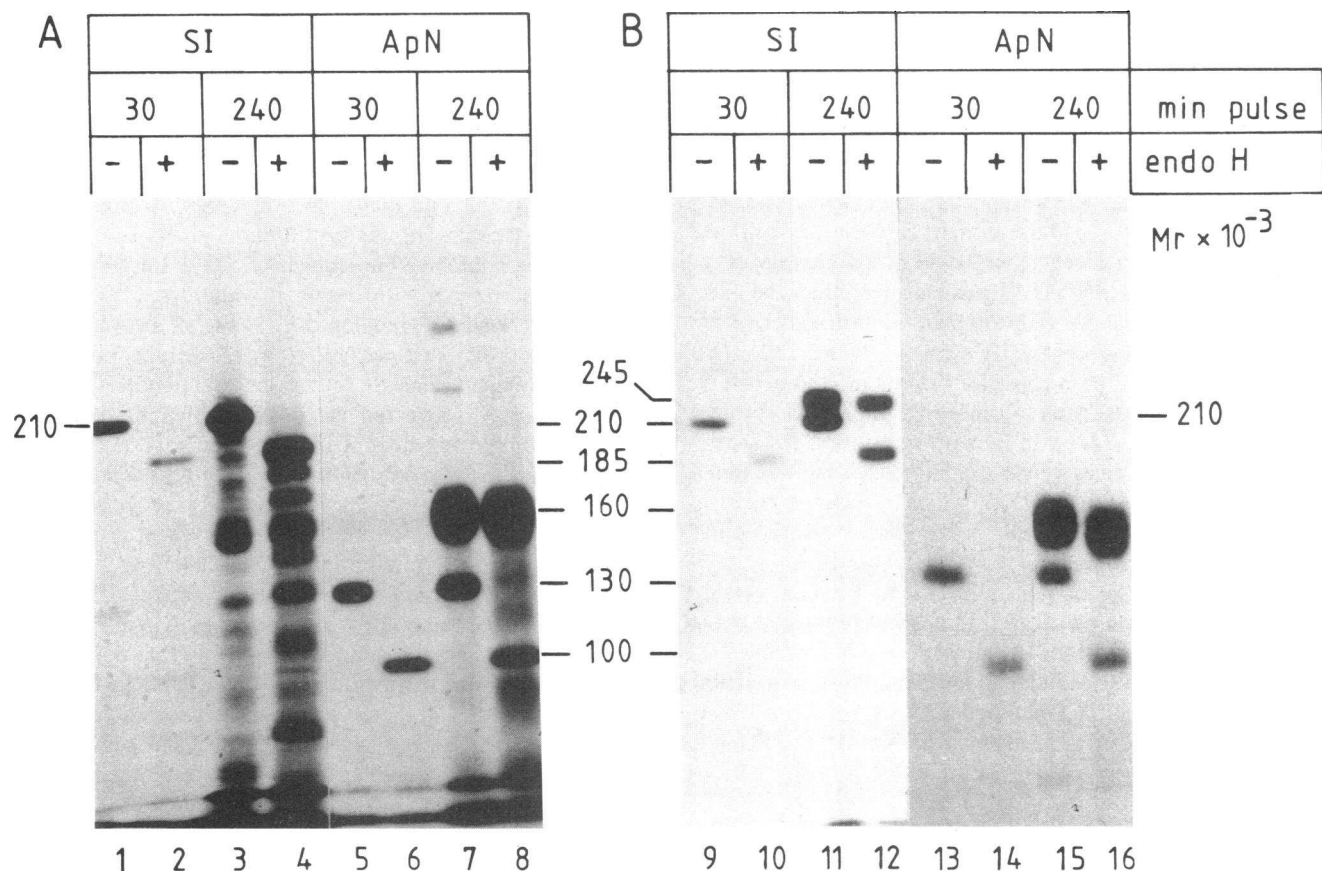 A
SI
ApN
B
SI
ApN
30
240
30
240
30
240
30
240
min pulse
−
+
−
+
−
+
−
+
−
+
−
+
−
+
−
+
endo H
Mr × 10⁻³
210
245
210
185
160
130
100
210
1 2 3 4 5 6 7 8
9 10 11 12 13 14 15 16